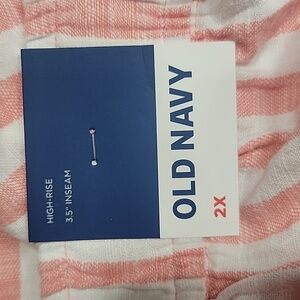 HIGH-RISE
3.5" INSEAM
OLD NAVY
2X